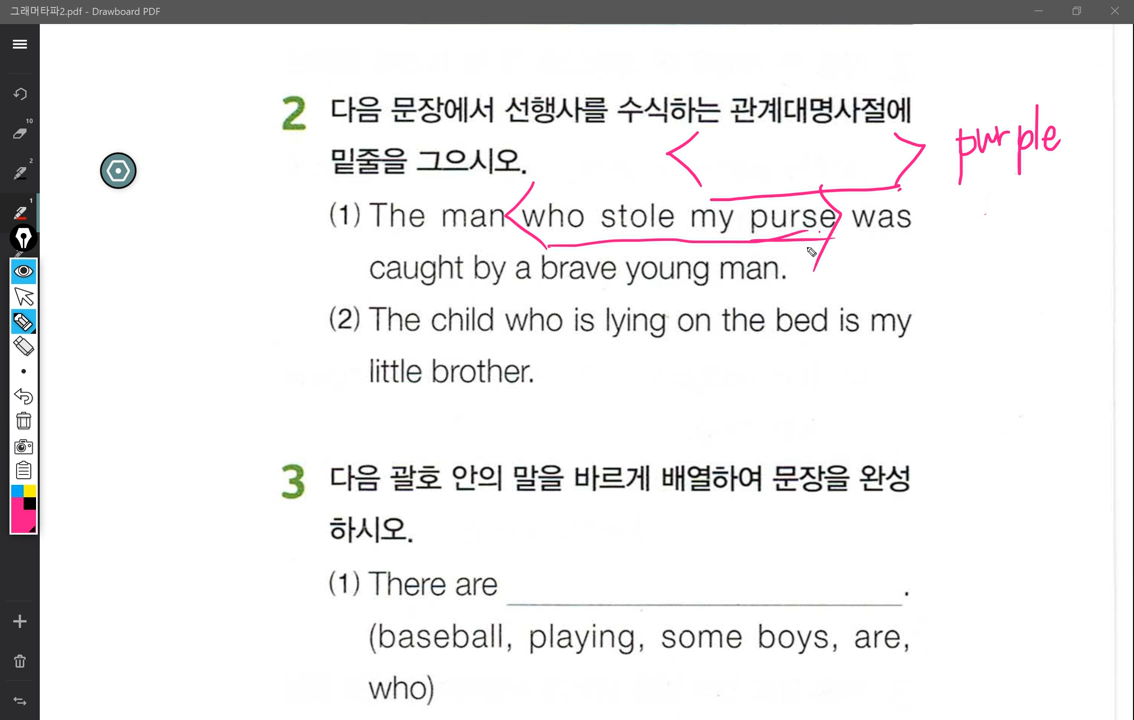 그래머타파2.pdf - Drawboard PDF
10
2
1
2 다음 문장에서 선행사를 수식하는 관계대명사절에
밑줄을 그으시오.
purple
(1) The man who stole my purse was
caught by a brave young man.
(2) The child who is lying on the bed is my
little brother.
3 다음 괄호 안의 말을 바르게 배열하여 문장을 완성
하시오.
(1) There are ______________________.
(baseball, playing, some boys, are,
who)